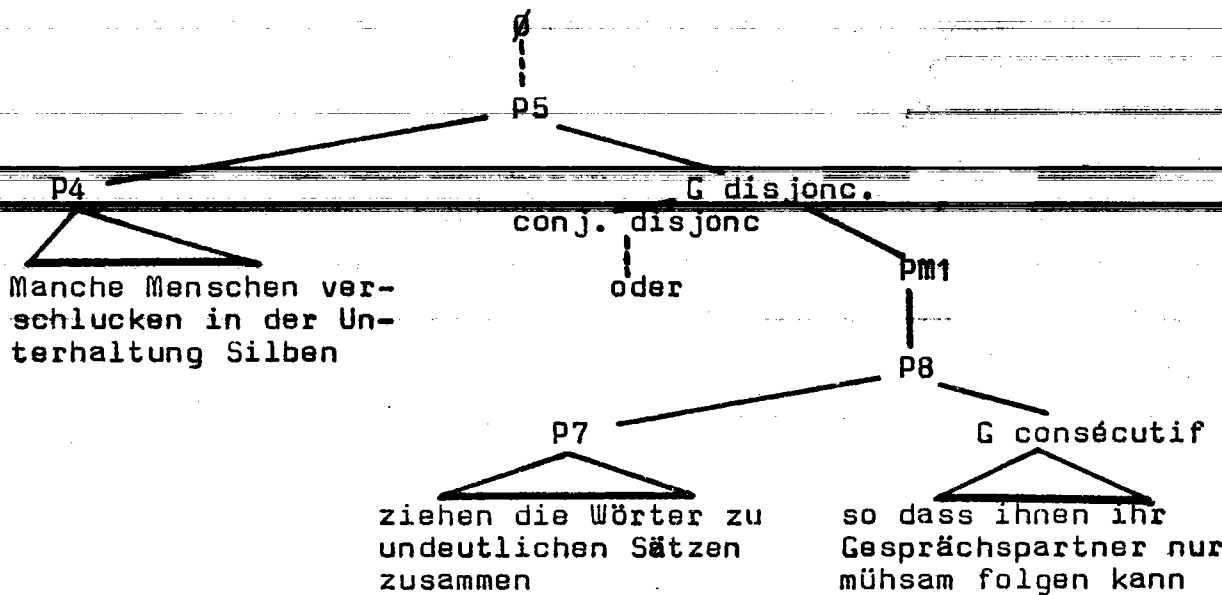 Ø
P5
P4
G disjonc.
conj. disjonc
oder
PM1
Manche Menschen ver-
schlucken in der Un-
terhaltung Silben
P8
P7
G consécutif
ziehen die Wörter zu
undeutlichen Sätzen
zusammen
so dass ihnen ihr
Gesprächspartner nur
mühsam folgen kann